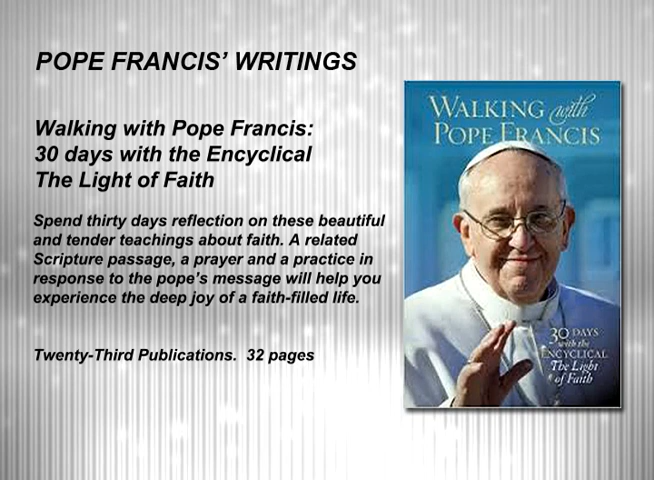 POPE FRANCIS’ WRITINGS
Walking with Pope Francis:
30 days with the Encyclical
The Light of Faith
Spend thirty days reflection on these beautiful
and tender teachings about faith. A related
Scripture passage, a prayer and a practice in
response to the pope’s message will help you
experience the deep joy of a faith-filled life.
Twenty-Third Publications.  32 pages
WALKING with
POPE FRANCIS
30 DAYS
with the
ENCYCLICAL
The Light
of Faith